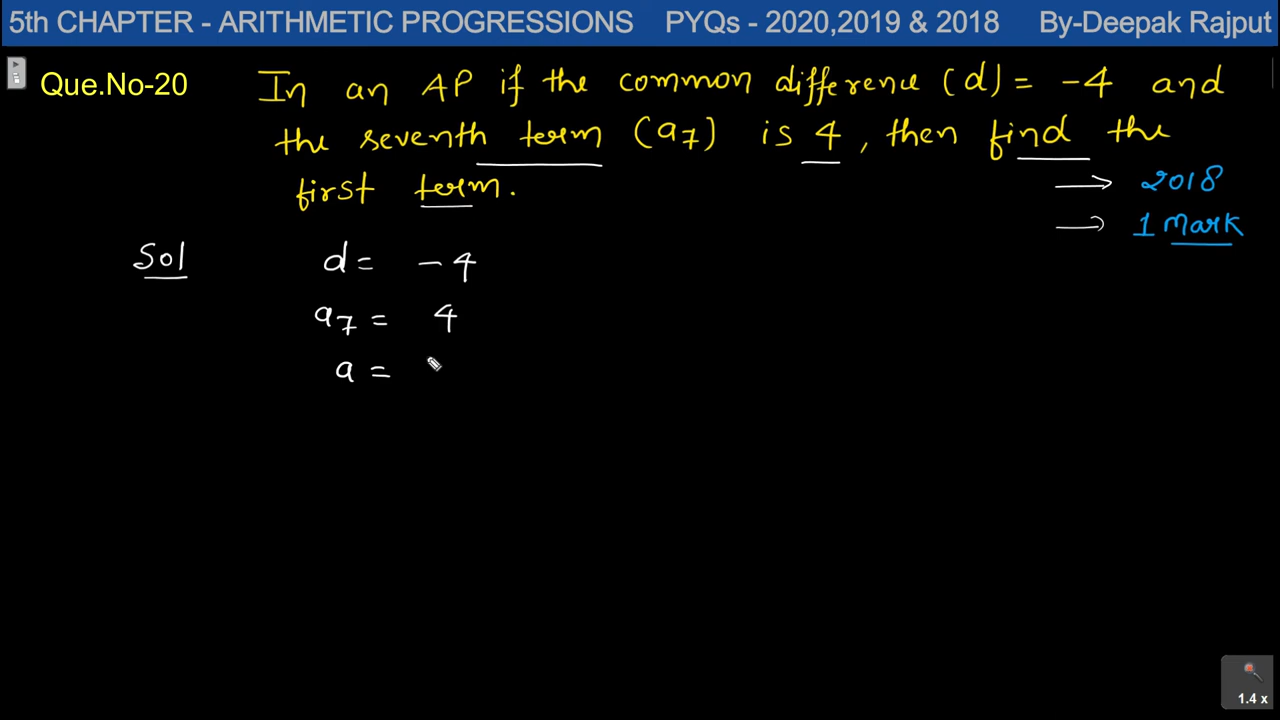 5th CHAPTER - ARITHMETIC PROGRESSIONS PYQs - 2020,2019 & 2018 By-Deepak Rajput
Que.No-20 In an AP if the common difference (d) = -4 and
the seventh term (a7) is 4, then find the
first term.
→ 2018
→ 1 Mark
Sol d = -4
a7 = 4
a =
1.4 x